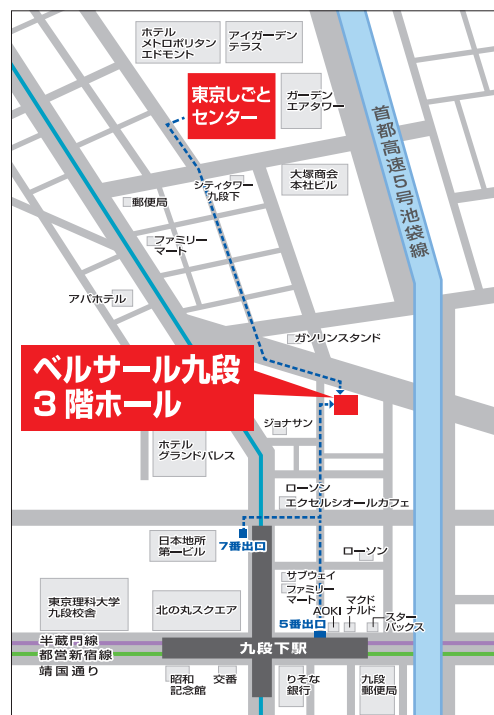 ホテル
メトロポリタン
エドモント
アイガーデン
テラス
東京しごと
センター
ガーデン
エアタワー
首都高速5号池袋線
大塚商会
本社ビル
シティタワー
九段下
郵便局
ファミリー
マート
アパホテル
ガソリンスタンド
ベルサール九段
3階ホール
ジョナサン
ホテル
グランドパレス
ローソン
エクセルシオールカフェ
日本地所
第一ビル
7番出口
ローソン
サブウェイ
ファミリー
マート
東京理科大学
九段校舎
北の丸スクエア
AOKI
マクド
ナルド
スター
バックス
5番出口
半蔵門線
都営新宿線
靖国通り
九段下駅
昭和
記念館
交番
りそな
銀行
九段
郵便局